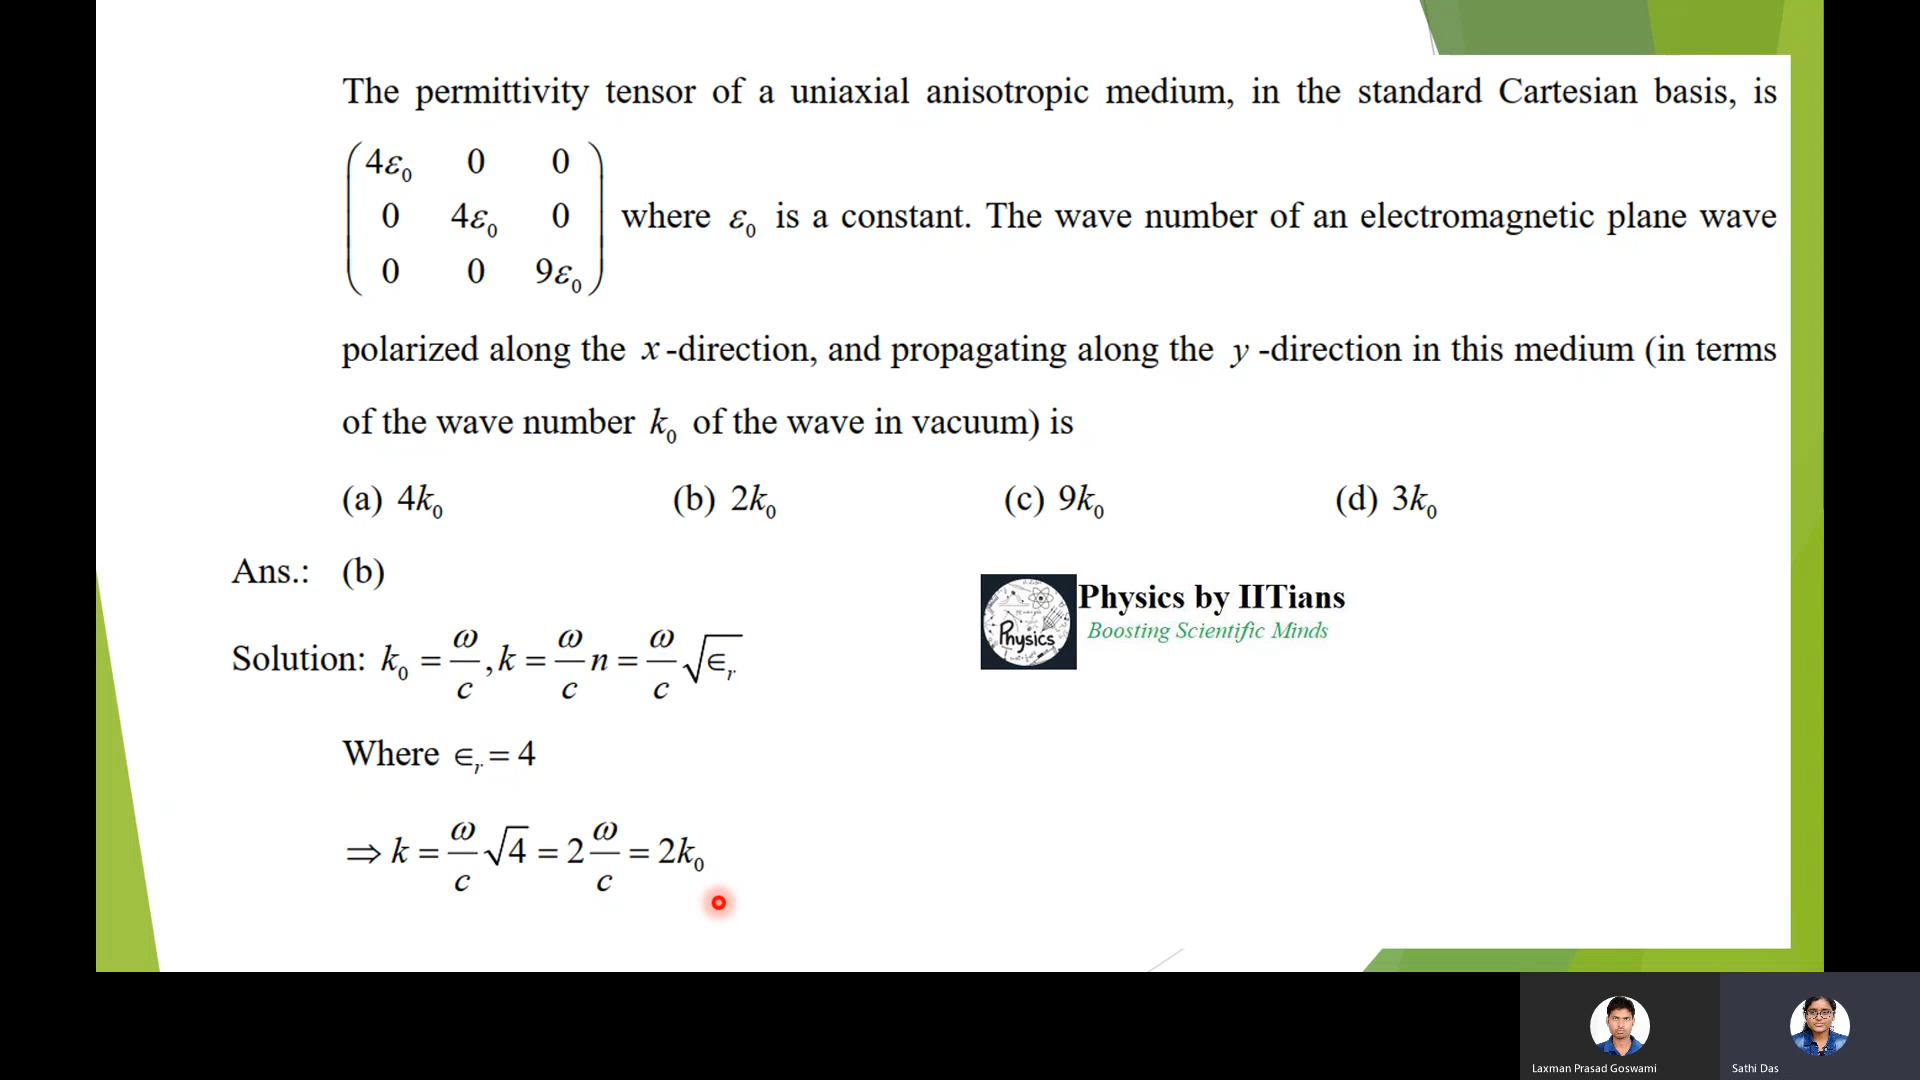 The permittivity tensor of a uniaxial anisotropic medium, in the standard Cartesian basis, is
4ε₀ 0 0
0 4ε₀ 0 where ε₀ is a constant. The wave number of an electromagnetic plane wave
0 0 9ε₀
polarized along the x-direction, and propagating along the y-direction in this medium (in terms
of the wave number k₀ of the wave in vacuum) is
(a) 4k₀ (b) 2k₀ (c) 9k₀ (d) 3k₀
Ans.: (b)
Physics
Physics by IITians
Boosting Scientific Minds
Solution: k₀ = ω/c, k = ω/c n = ω/c √∈ᵣ
Where ∈ᵣ = 4
⇒ k = ω/c √4 = 2 ω/c = 2k₀
Laxman Prasad Goswami
Sathi Das